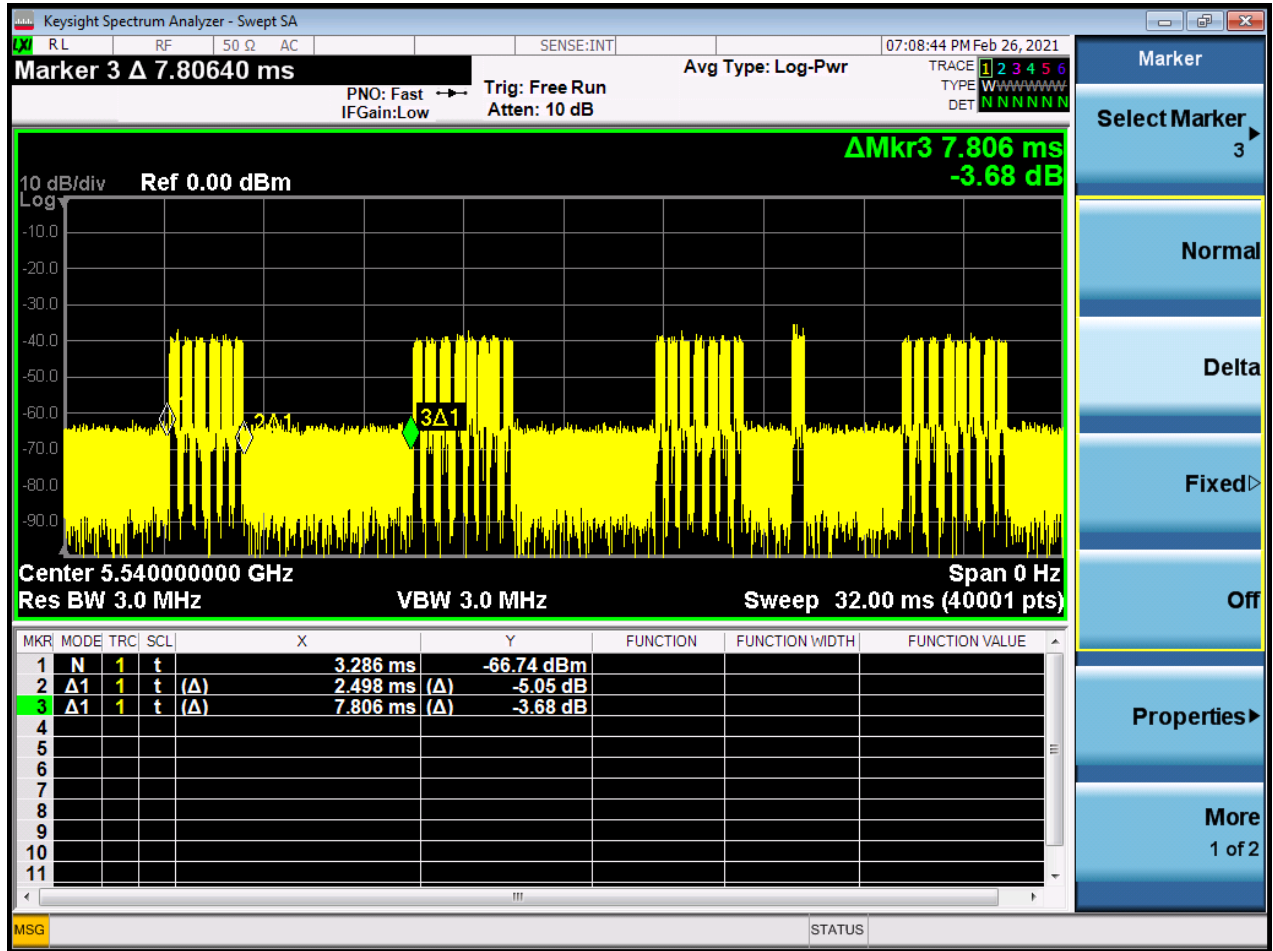 Keysight Spectrum Analyzer - Swept SA
LXI RL RF 50 Ω AC SENSE:INT 07:08:44 PM Feb 26, 2021
Marker 3 Δ 7.80640 ms
PNO: Fast
IFGain:Low
Trig: Free Run
Atten: 10 dB
Avg Type: Log-Pwr
TRACE 1 2 3 4 5 6
TYPE W W W W W W
DET N N N N N N
ΔMkr3 7.806 ms
-3.68 dB
10 dB/div Ref 0.00 dBm
Log
-10.0
-20.0
-30.0
-40.0
-50.0
-60.0
-70.0
-80.0
-90.0
2Δ1
3Δ1
Center 5.540000000 GHz Span 0 Hz
Res BW 3.0 MHz VBW 3.0 MHz Sweep 32.00 ms (40001 pts)
MKR MODE TRC SCL X Y FUNCTION FUNCTION WIDTH FUNCTION VALUE
1 N 1 t 3.286 ms -66.74 dBm
2 Δ1 1 t (Δ) 2.498 ms (Δ) -5.05 dB
3 Δ1 1 t (Δ) 7.806 ms (Δ) -3.68 dB
4
5
6
7
8
9
10
11
MSG STATUS
Marker
Select Marker
3
Normal
Delta
Fixed
Off
Properties
More
1 of 2